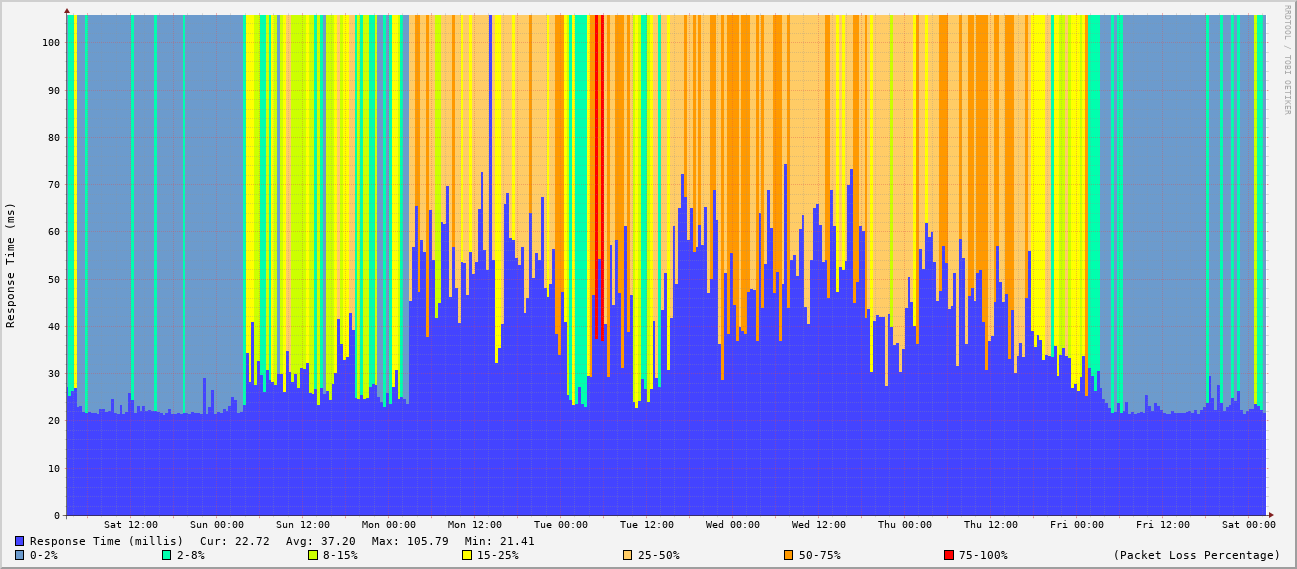 RRDTOOL / TOBI OETIKER
Response Time (ms)
100
90
80
70
60
50
40
30
20
10
0
Sat 12:00 Sun 00:00 Sun 12:00 Mon 00:00 Mon 12:00 Tue 00:00 Tue 12:00 Wed 00:00 Wed 12:00 Thu 00:00 Thu 12:00 Fri 00:00 Fri 12:00 Sat 00:00
Response Time (millis) Cur: 22.72 Avg: 37.20 Max: 105.79 Min: 21.41
0-2% 2-8% 8-15% 15-25% 25-50% 50-75% 75-100% (Packet Loss Percentage)